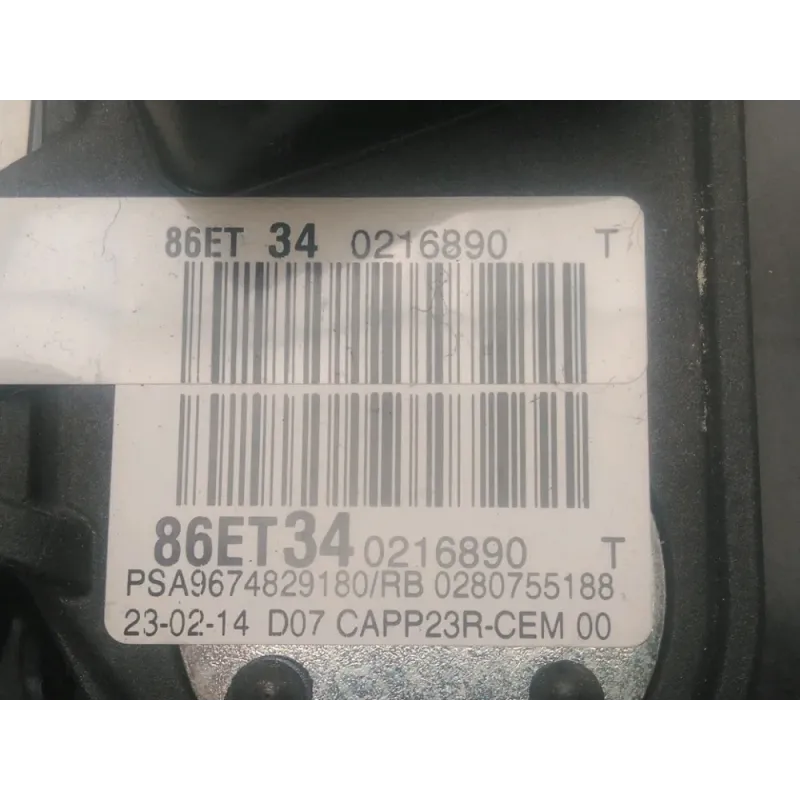 86ET 34 0216890 T
86ET34 0216890 T
PSA9674829180/RB 0280755188
23-02-14 D07 CAPP23R-CEM 00